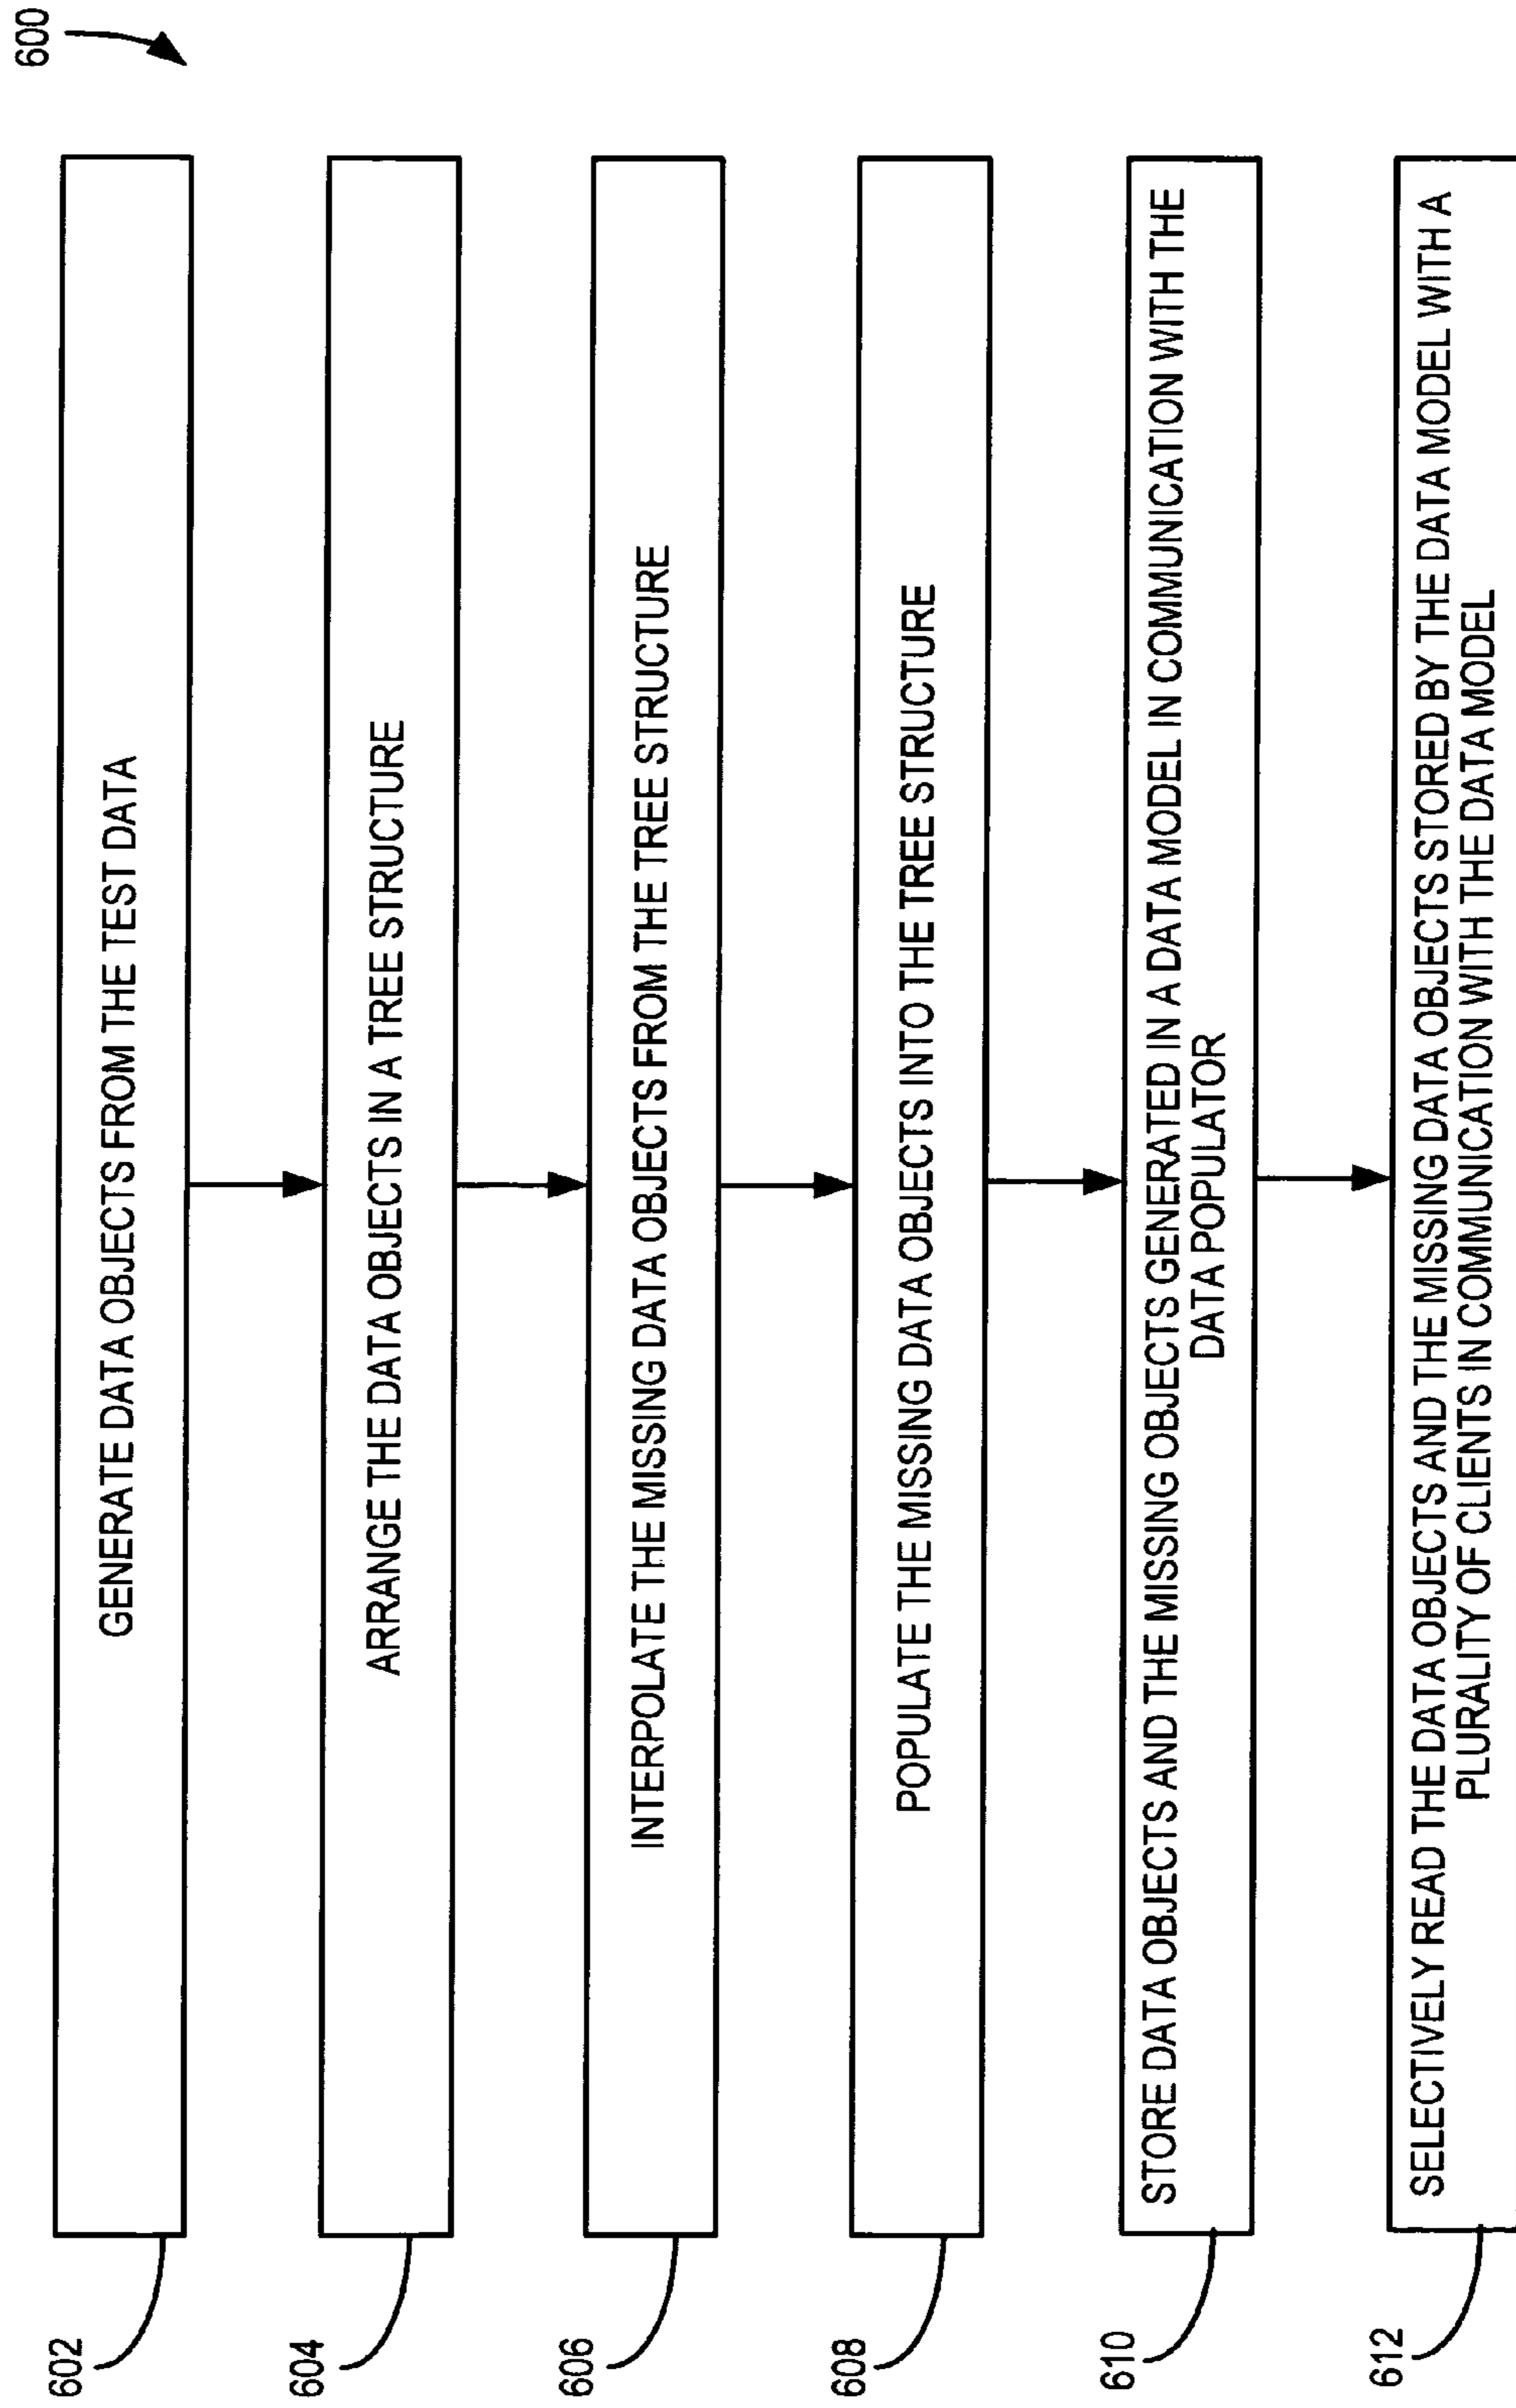 600
602
GENERATE DATA OBJECTS FROM THE TEST DATA
604
ARRANGE THE DATA OBJECTS IN A TREE STRUCTURE
606
INTERPOLATE THE MISSING DATA OBJECTS FROM THE TREE STRUCTURE
608
POPULATE THE MISSING DATA OBJECTS INTO THE TREE STRUCTURE
610
STORE DATA OBJECTS AND THE MISSING OBJECTS GENERATED IN A DATA MODEL IN COMMUNICATION WITH THE
DATA POPULATOR
612
SELECTIVELY READ THE DATA OBJECTS AND THE MISSING DATA OBJECTS STORED BY THE DATA MODEL WITH A
PLURALITY OF CLIENTS IN COMMUNICATION WITH THE DATA MODEL